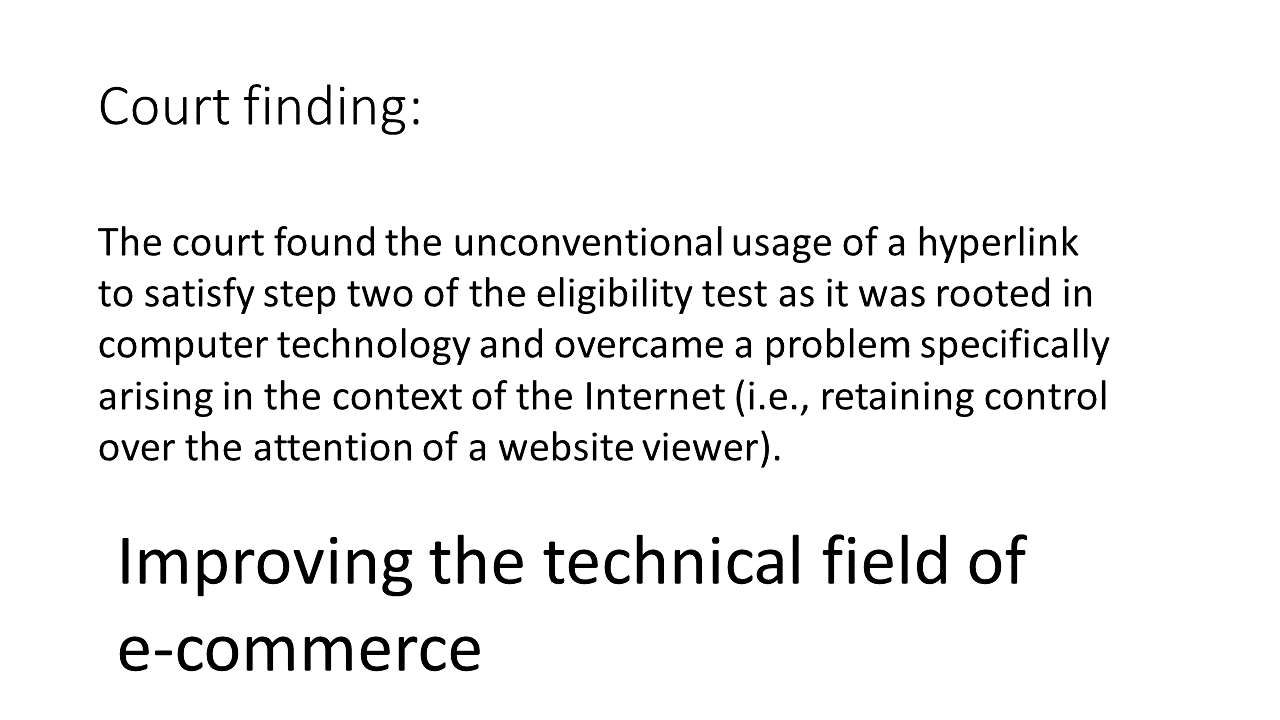 Court finding:
The court found the unconventional usage of a hyperlink
to satisfy step two of the eligibility test as it was rooted in
computer technology and overcame a problem specifically
arising in the context of the Internet (i.e., retaining control
over the attention of a website viewer).
Improving the technical field of
e-commerce